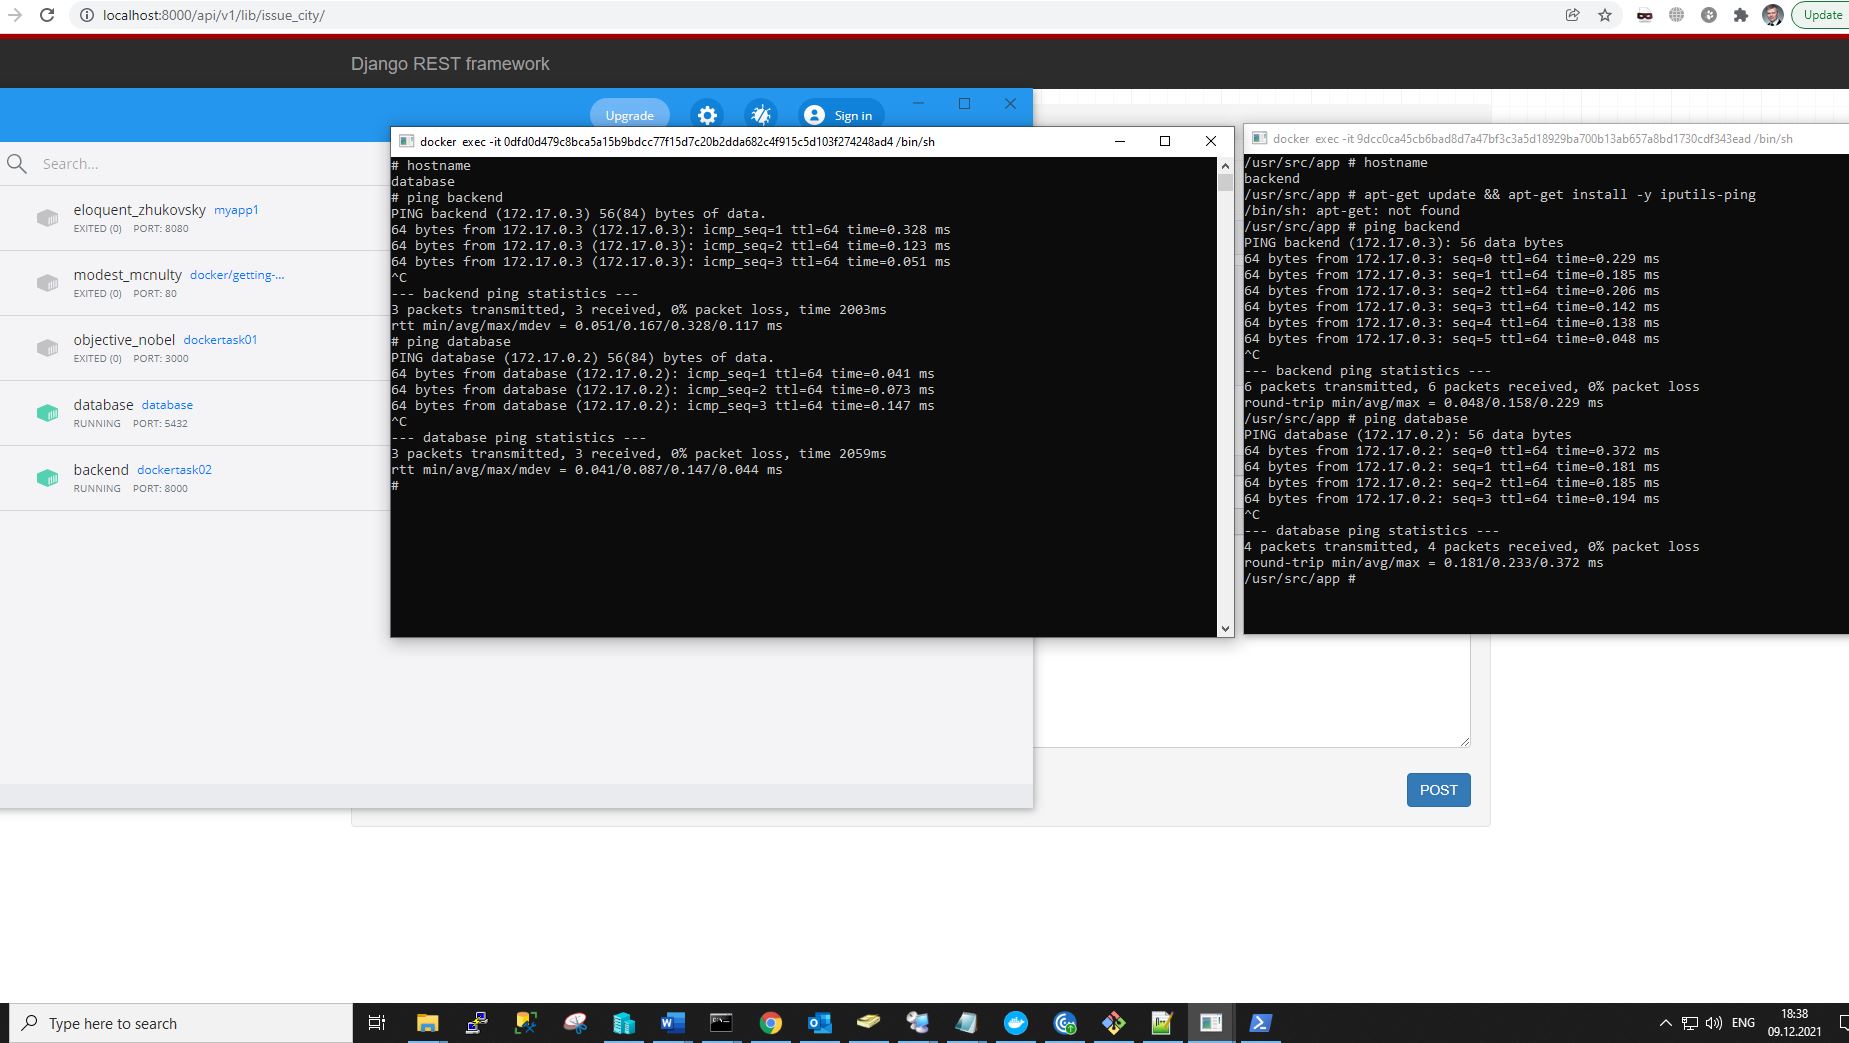 localhost:8000/api/v1/lib/issue_city/
Update
Django REST framework
Upgrade
Sign in
Search...
eloquent_zhukovsky myapp1
EXITED (0) PORT: 8080
modest_mcnulty docker/getting-...
EXITED (0) PORT: 80
objective_nobel dockertask01
EXITED (0) PORT: 3000
database database
RUNNING PORT: 5432
backend dockertask02
RUNNING PORT: 8000
docker exec -it 0dfd0d479c8bca5a15b9bdcc77f15d7c20b2dda682c4f915c5d103f274248ad4 /bin/sh
# hostname
database
# ping backend
PING backend (172.17.0.3) 56(84) bytes of data.
64 bytes from 172.17.0.3 (172.17.0.3): icmp_seq=1 ttl=64 time=0.328 ms
64 bytes from 172.17.0.3 (172.17.0.3): icmp_seq=2 ttl=64 time=0.123 ms
64 bytes from 172.17.0.3 (172.17.0.3): icmp_seq=3 ttl=64 time=0.051 ms
^C
--- backend ping statistics ---
3 packets transmitted, 3 received, 0% packet loss, time 2003ms
rtt min/avg/max/mdev = 0.051/0.167/0.328/0.117 ms
# ping database
PING database (172.17.0.2) 56(84) bytes of data.
64 bytes from database (172.17.0.2): icmp_seq=1 ttl=64 time=0.041 ms
64 bytes from database (172.17.0.2): icmp_seq=2 ttl=64 time=0.073 ms
64 bytes from database (172.17.0.2): icmp_seq=3 ttl=64 time=0.147 ms
^C
--- database ping statistics ---
3 packets transmitted, 3 received, 0% packet loss, time 2059ms
rtt min/avg/max/mdev = 0.041/0.087/0.147/0.044 ms
#
docker exec -it 9dcc0ca45cb6bad8d7a47bf3c3a5d18929ba700b13ab657a8bd1730cdf343ead /bin/sh
/usr/src/app # hostname
backend
/usr/src/app # apt-get update && apt-get install -y iputils-ping
/bin/sh: apt-get: not found
/usr/src/app # ping backend
PING backend (172.17.0.3): 56 data bytes
64 bytes from 172.17.0.3: seq=0 ttl=64 time=0.229 ms
64 bytes from 172.17.0.3: seq=1 ttl=64 time=0.185 ms
64 bytes from 172.17.0.3: seq=2 ttl=64 time=0.206 ms
64 bytes from 172.17.0.3: seq=3 ttl=64 time=0.142 ms
64 bytes from 172.17.0.3: seq=4 ttl=64 time=0.138 ms
64 bytes from 172.17.0.3: seq=5 ttl=64 time=0.048 ms
^C
--- backend ping statistics ---
6 packets transmitted, 6 packets received, 0% packet loss
round-trip min/avg/max = 0.048/0.158/0.229 ms
/usr/src/app # ping database
PING database (172.17.0.2): 56 data bytes
64 bytes from 172.17.0.2: seq=0 ttl=64 time=0.372 ms
64 bytes from 172.17.0.2: seq=1 ttl=64 time=0.181 ms
64 bytes from 172.17.0.2: seq=2 ttl=64 time=0.185 ms
64 bytes from 172.17.0.2: seq=3 ttl=64 time=0.194 ms
^C
--- database ping statistics ---
4 packets transmitted, 4 packets received, 0% packet loss
round-trip min/avg/max = 0.181/0.233/0.372 ms
/usr/src/app #
POST
Type here to search
ENG
18:38
09.12.2021